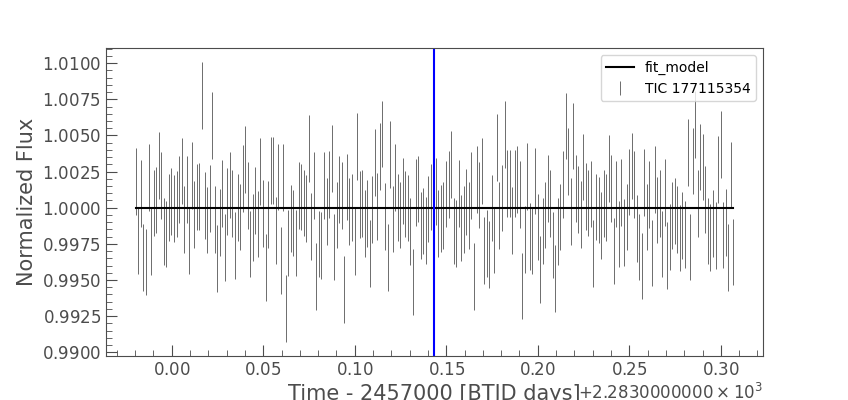 1.0100
1.0075
1.0050
1.0025
1.0000
0.9975
0.9950
0.9925
0.9900
Normalized Flux
fit_model
TIC 177115354
0.00 0.05 0.10 0.15 0.20 0.25 0.30
Time - 2457000 [BTJD days]
+2.2830000000 × 10³